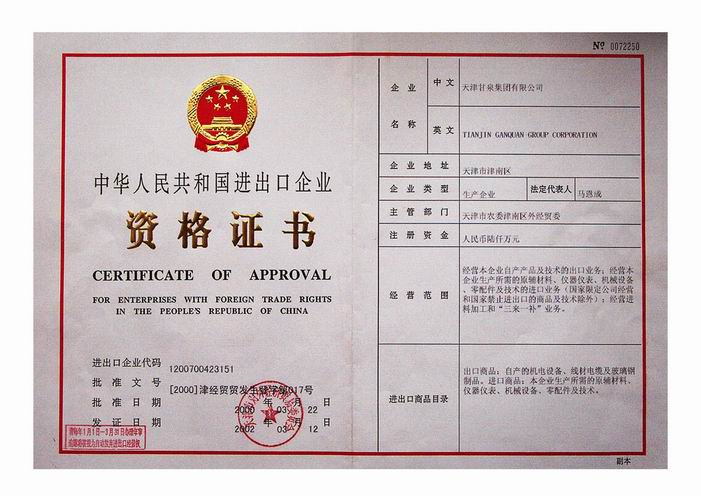 № 0072250
中华人民共和国进出口企业
资格证书
CERTIFICATE OF APPROVAL
FOR ENTERPRISES WITH FOREIGN TRADE RIGHTS
IN THE PEOPLE'S REPUBLIC OF CHINA
进出口企业代码 1200700423151
批准文号 [2000]津经贸贸发生登字第017号
批准日期 2000 年 03 月 22
发证日期 2002 年 03 月 12
企业名称
中文 天津甘泉集团有限公司
英文 TIANJIN GANQUAN GROUP CORPORATION
企业地址 天津市津南区
企业类型 生产企业 法定代表人 马恩成
主管部门 天津市农委津南区外经贸委
注册资金 人民币陆仟万元
经营范围
经营本企业自产产品及技术的出口业务；经营本
企业生产所需的原辅材料、仪器仪表、机械设备
、零配件及技术的进口业务（国家限定公司经营
和国家禁止进出口的商品及技术除外）；经营进
料加工和“三来一补”业务。
进出口商品目录
出口商品：自产的机电设备、线材电缆及玻璃钢
制品。进口商品：本企业生产所需的原辅材料、
仪器仪表、机械设备、零配件及技术。
副本